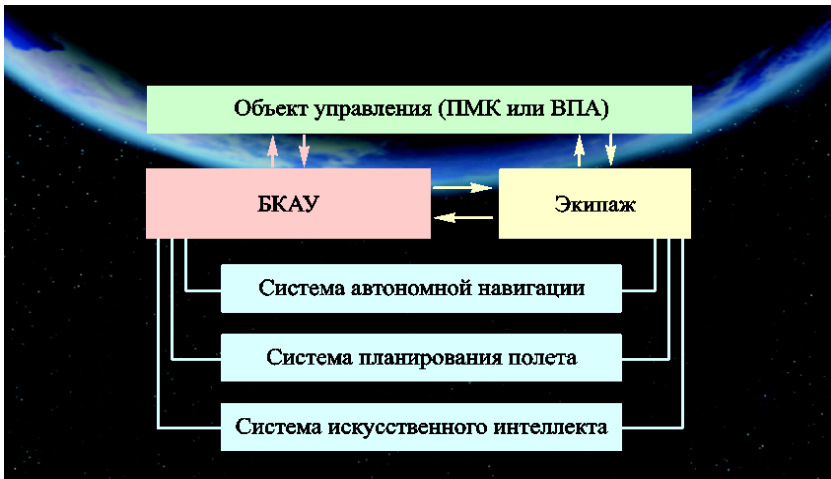 Объект управления (ПМК или ВПА)
БКАУ
Экипаж
Система автономной навигации
Система планирования полета
Система искусственного интеллекта